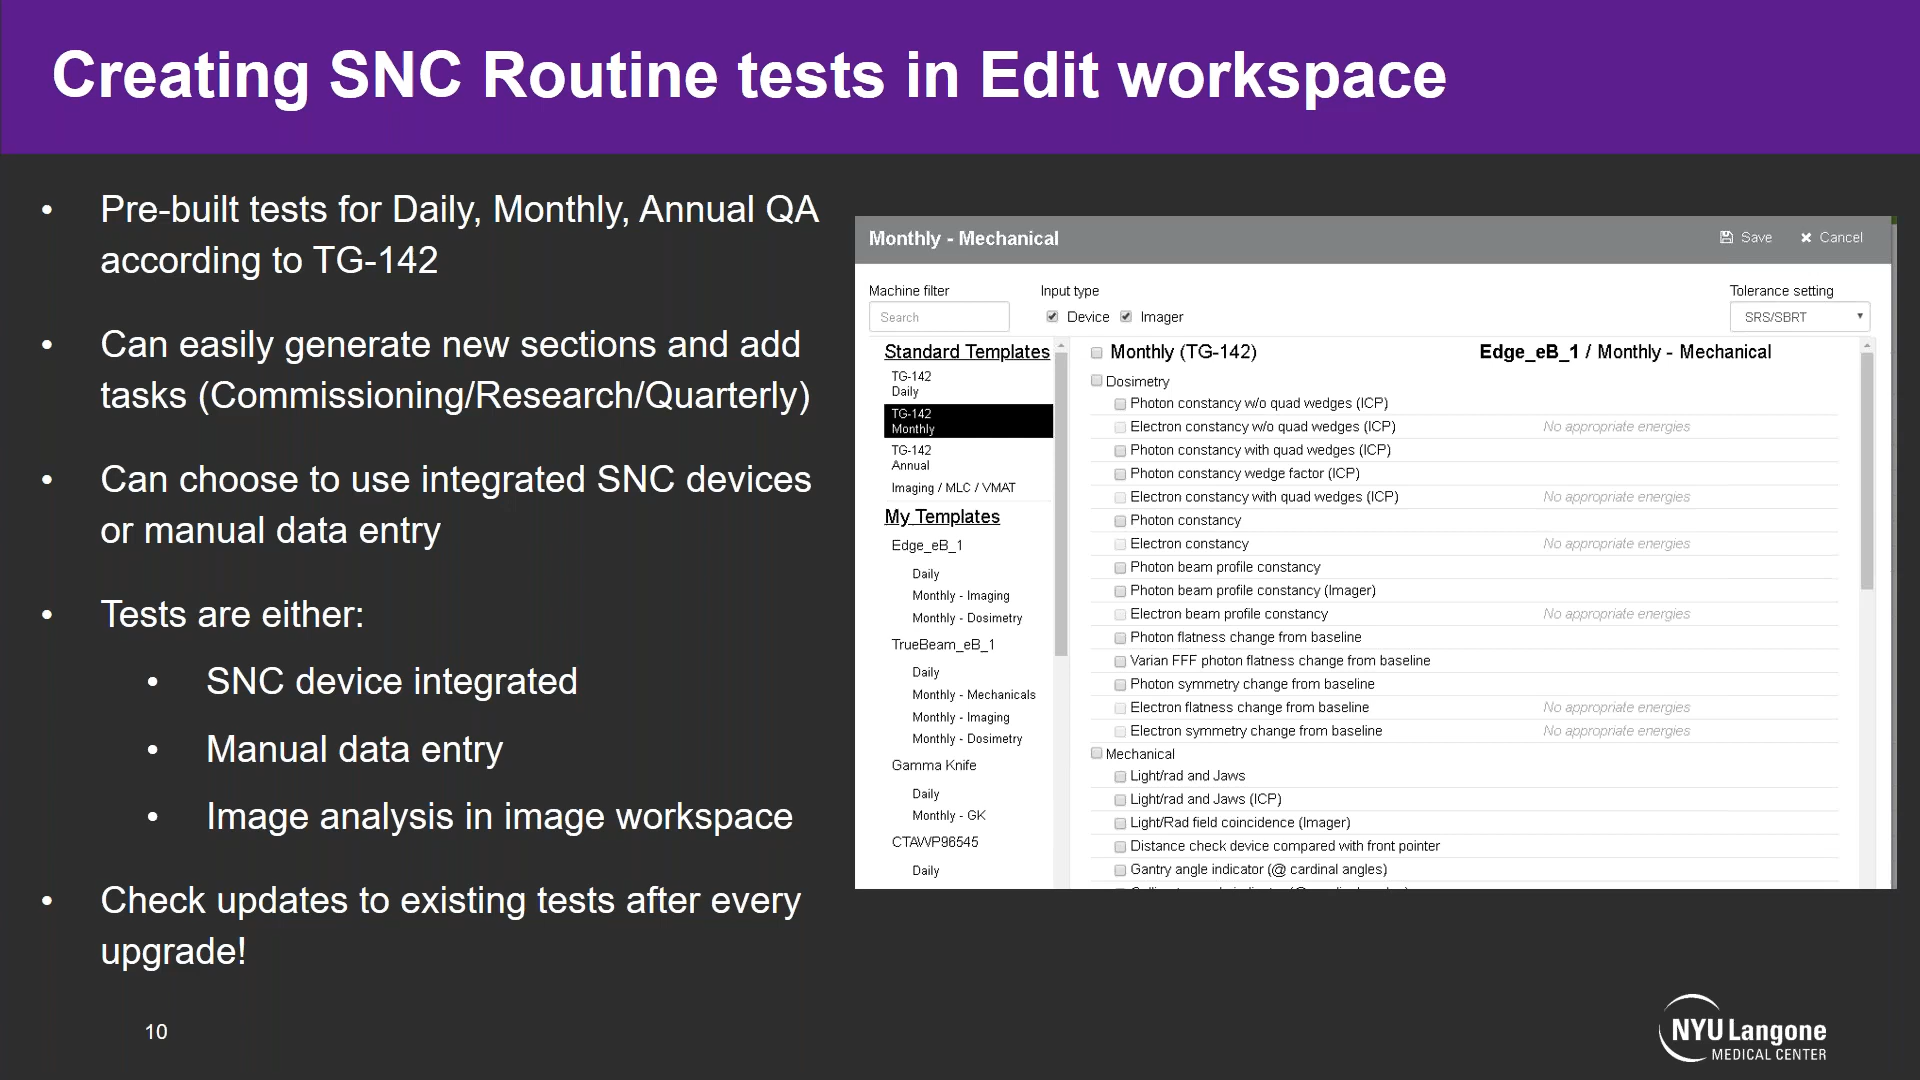 Creating SNC Routine tests in Edit workspace
• Pre-built tests for Daily, Monthly, Annual QA
according to TG-142
• Can easily generate new sections and add
tasks (Commissioning/Research/Quarterly)
• Can choose to use integrated SNC devices
or manual data entry
• Tests are either:
• SNC device integrated
• Manual data entry
• Image analysis in image workspace
• Check updates to existing tests after every
upgrade!
10
Monthly - Mechanical
Save
Cancel
Machine filter
Search
Input type
Device
Imager
Tolerance setting
SRS/SBRT
Standard Templates
TG-142
Daily
TG-142
Monthly
TG-142
Annual
Imaging / MLC / VMAT
My Templates
Edge_eB_1
Daily
Monthly - Imaging
Monthly - Dosimetry
TrueBeam_eB_1
Daily
Monthly - Mechanicals
Monthly - Imaging
Monthly - Dosimetry
Gamma Knife
Daily
Monthly - GK
CTAWP96545
Daily
Monthly (TG-142)
Edge_eB_1 / Monthly - Mechanical
Dosimetry
Photon constancy w/o quad wedges (ICP)
Electron constancy w/o quad wedges (ICP) No appropriate energies
Photon constancy with quad wedges (ICP)
Photon constancy wedge factor (ICP)
Electron constancy with quad wedges (ICP) No appropriate energies
Photon constancy
Electron constancy No appropriate energies
Photon beam profile constancy
Photon beam profile constancy (Imager)
Electron beam profile constancy No appropriate energies
Photon flatness change from baseline
Varian FFF photon flatness change from baseline
Photon symmetry change from baseline
Electron flatness change from baseline No appropriate energies
Electron symmetry change from baseline No appropriate energies
Mechanical
Light/rad and Jaws
Light/rad and Jaws (ICP)
Light/Rad field coincidence (Imager)
Distance check device compared with front pointer
Gantry angle indicator (@ cardinal angles)
NYU Langone
MEDICAL CENTER